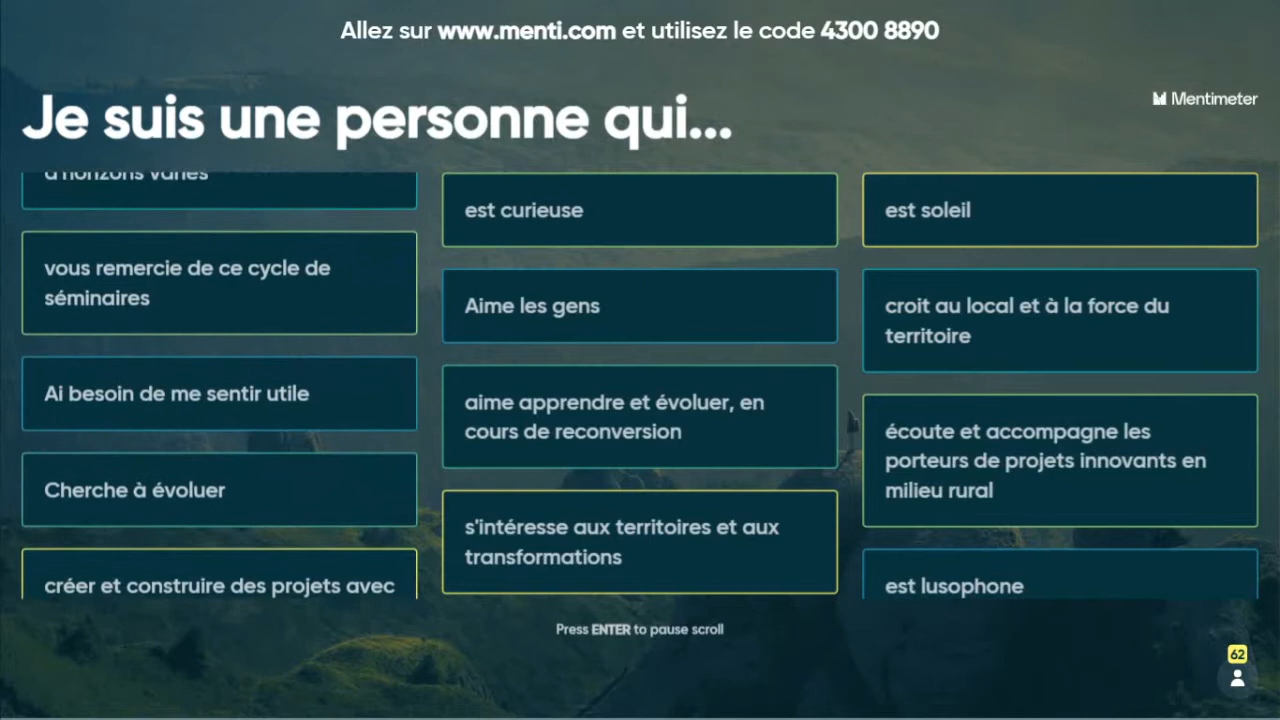 Allez sur www.menti.com et utilisez le code 4300 8890
Je suis une personne qui...
Mentimeter
d'horizons variés
vous remercie de ce cycle de
séminaires
Ai besoin de me sentir utile
Cherche à évoluer
créer et construire des projets avec
est curieuse
Aime les gens
aime apprendre et évoluer, en
cours de reconversion
s'intéresse aux territoires et aux
transformations
est soleil
croit au local et à la force du
territoire
écoute et accompagne les
porteurs de projets innovants en
milieu rural
est lusophone
Press ENTER to pause scroll
62